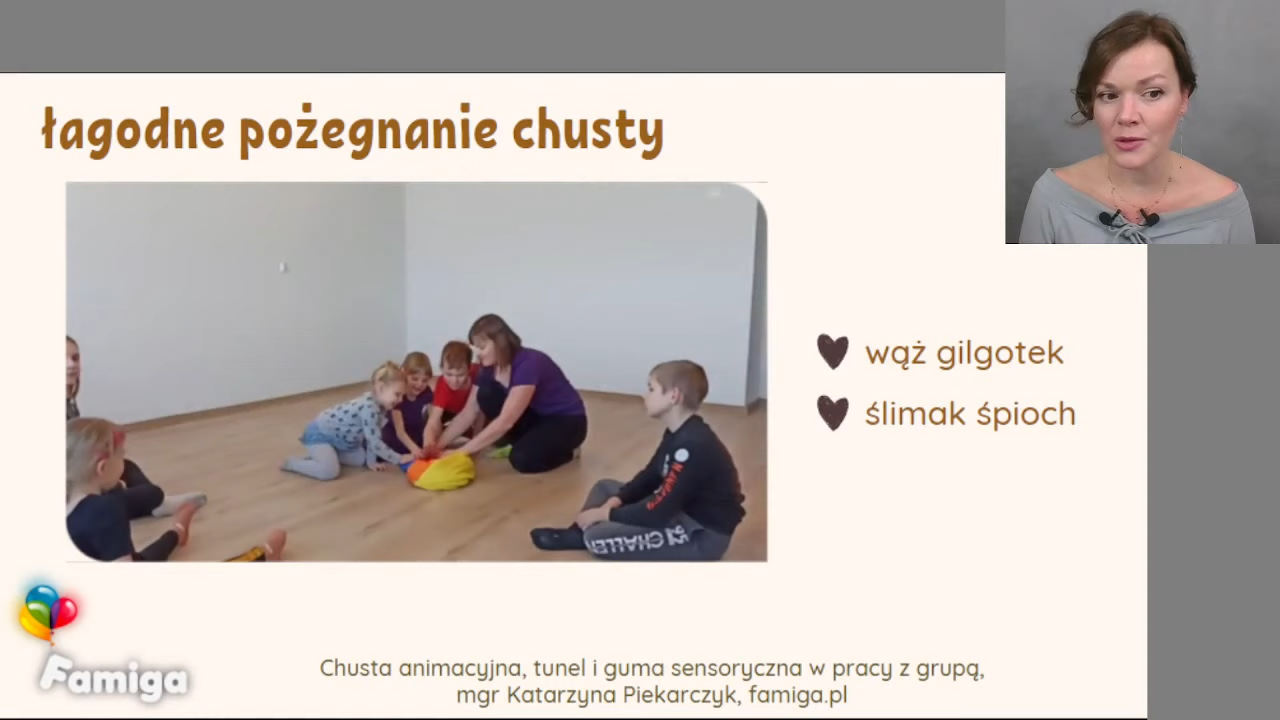 łagodne pożegnanie chusty
wąż gilgotek
ślimak śpioch
Famiga
Chusta animacyjna, tunel i guma sensoryczna w pracy z grupą,
mgr Katarzyna Piekarczyk, famiga.pl